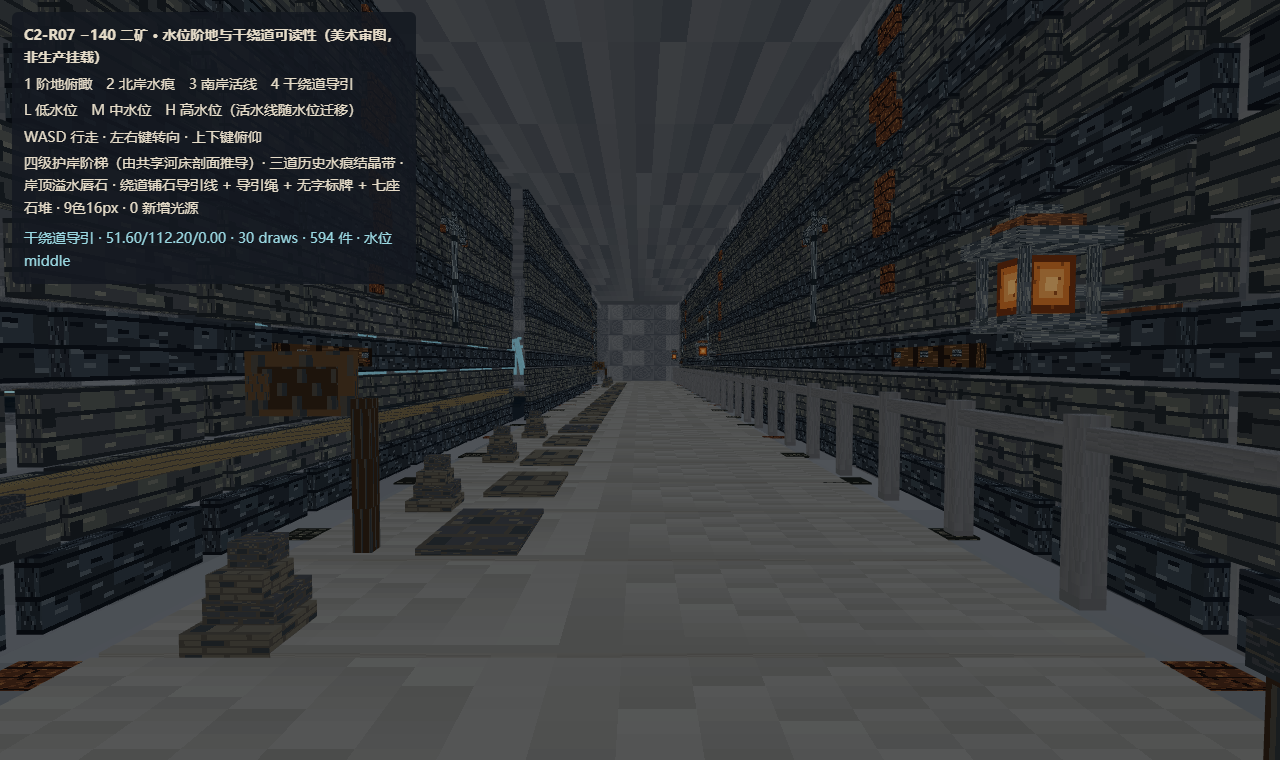 C2-R07 −140 二矿 • 水位阶地与干绕道可读性（美术审图，
非生产挂载）
1 阶地俯瞰 2 北岸水痕 3 南岸活线 4 干绕道导引
L 低水位 M 中水位 H 高水位（活水线随水位迁移）
WASD 行走 · 左右键转向 · 上下键俯仰
四级护岸阶梯（由共享河床剖面推导）· 三道历史水痕结晶带 ·
岸顶溢水唇石 · 绕道铺石导引线 + 导引绳 + 无字标牌 + 七座
石堆 · 9色16px · 0 新增光源
干绕道导引 · 51.60/112.20/0.00 · 30 draws · 594 件 · 水位
middle